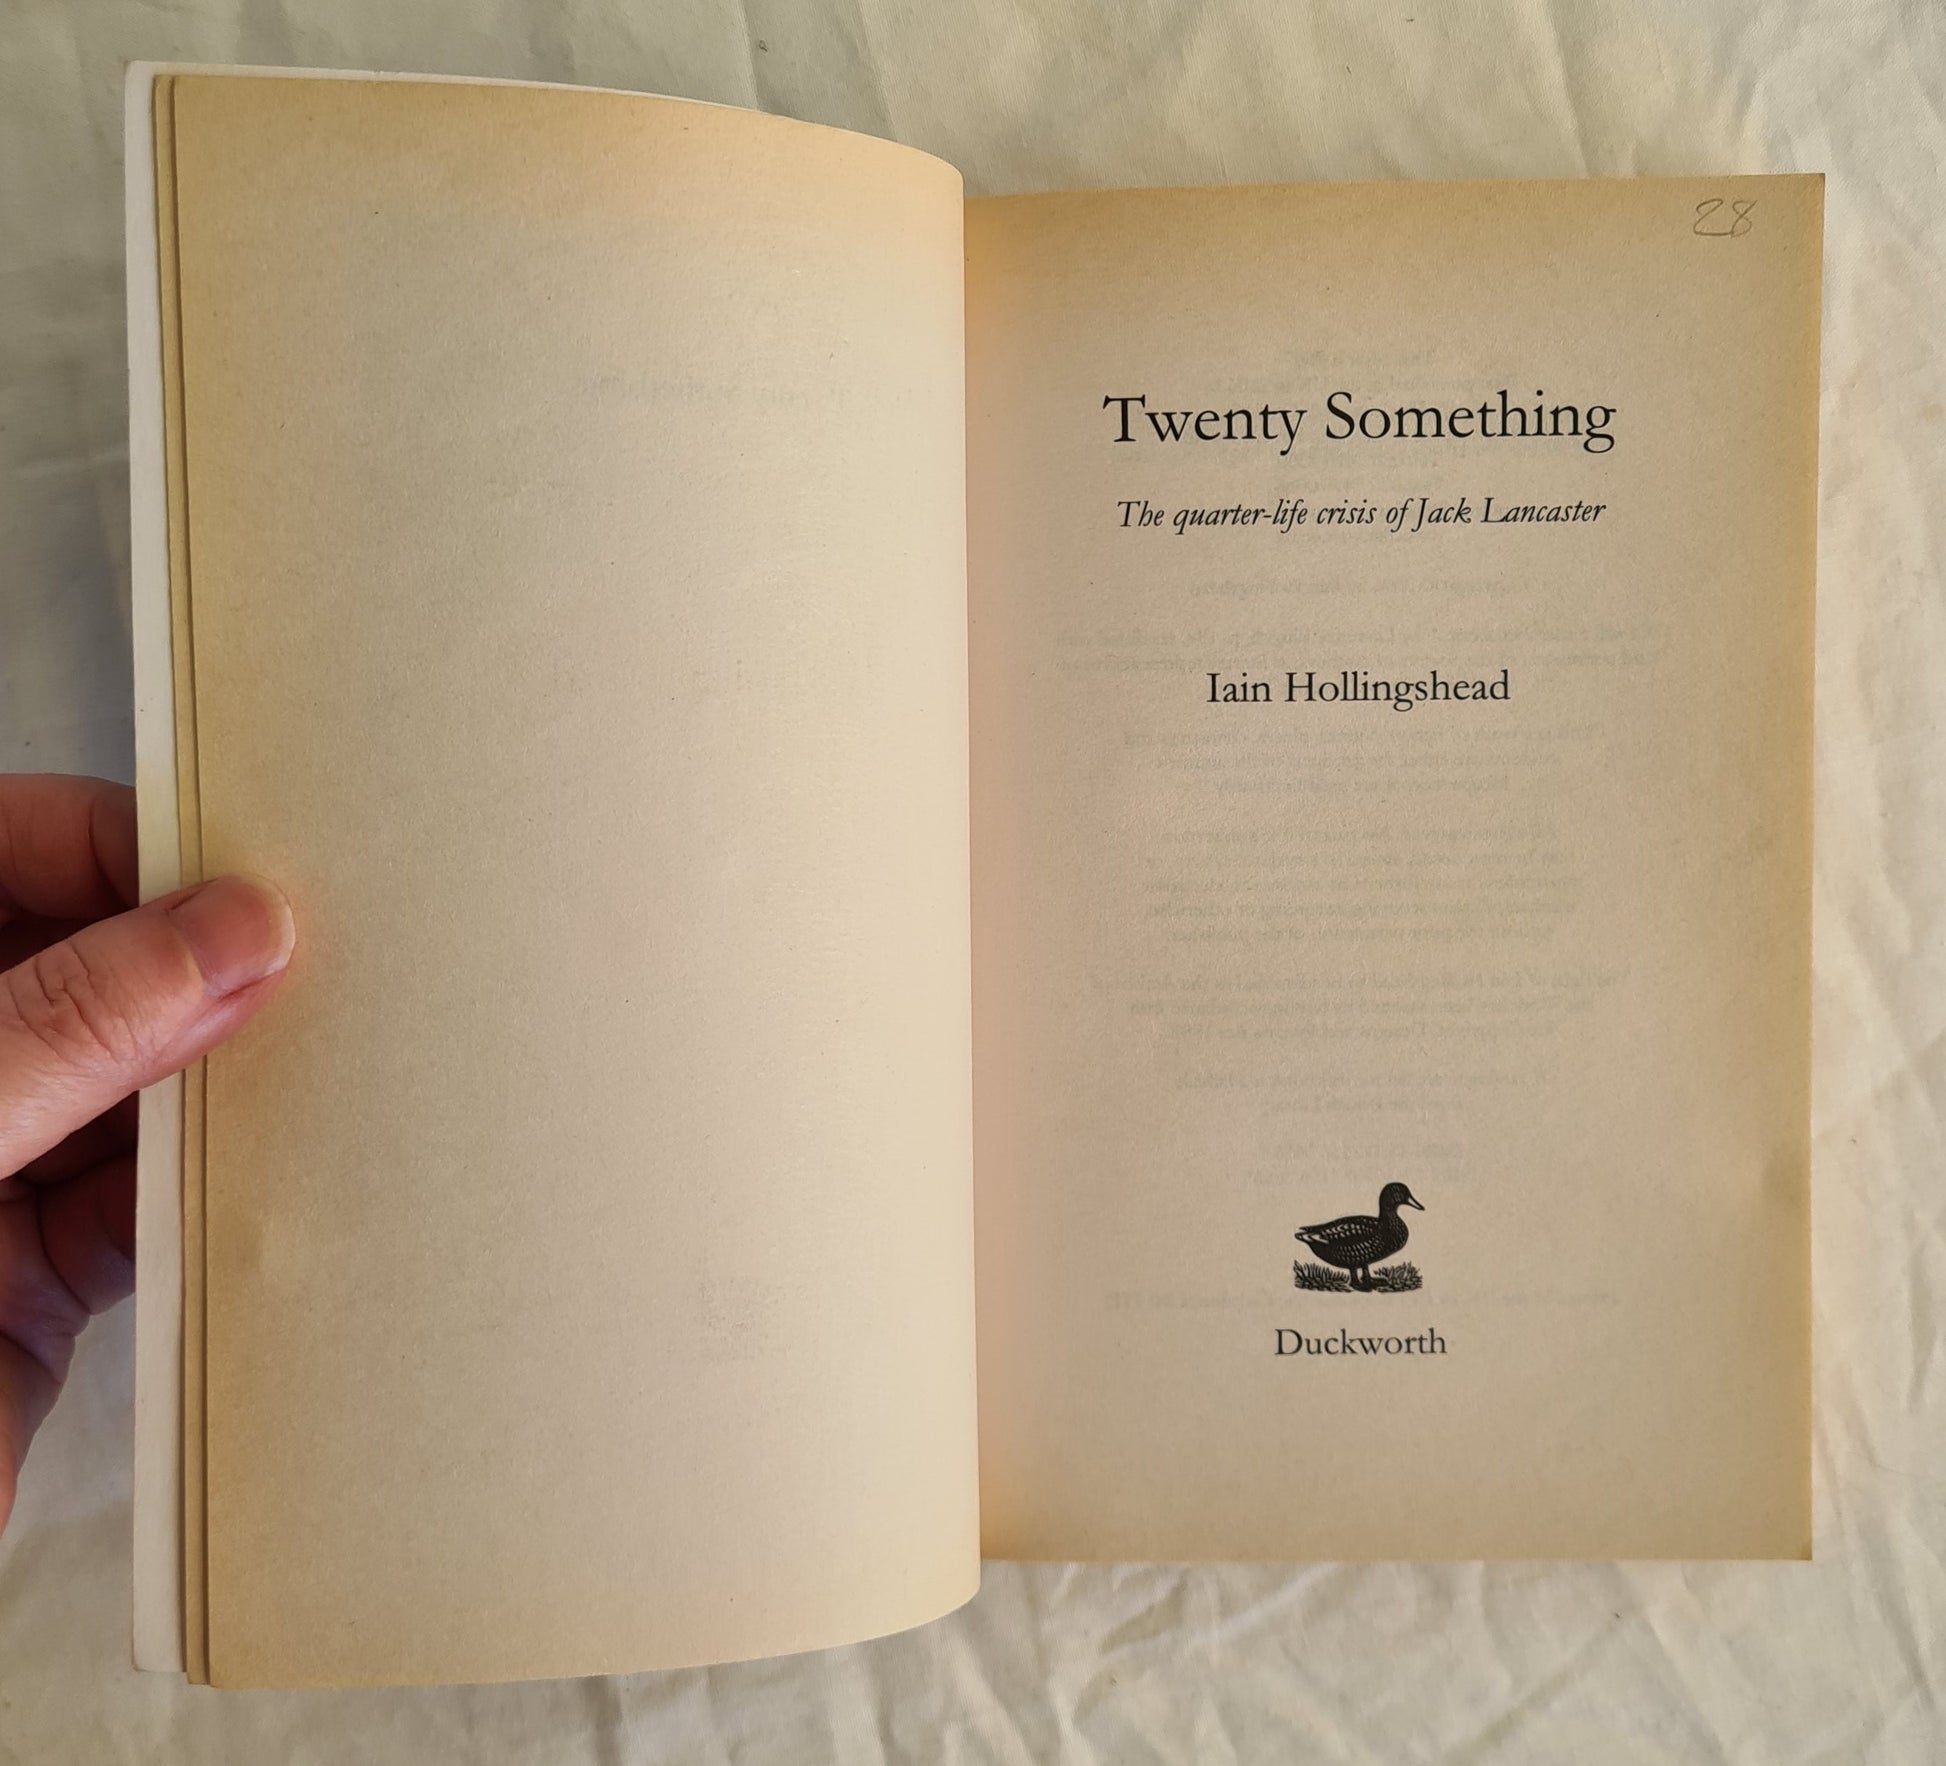 28
Twenty Something
The quarter-life crisis of Jack Lancaster
Iain Hollingshead
Duckworth